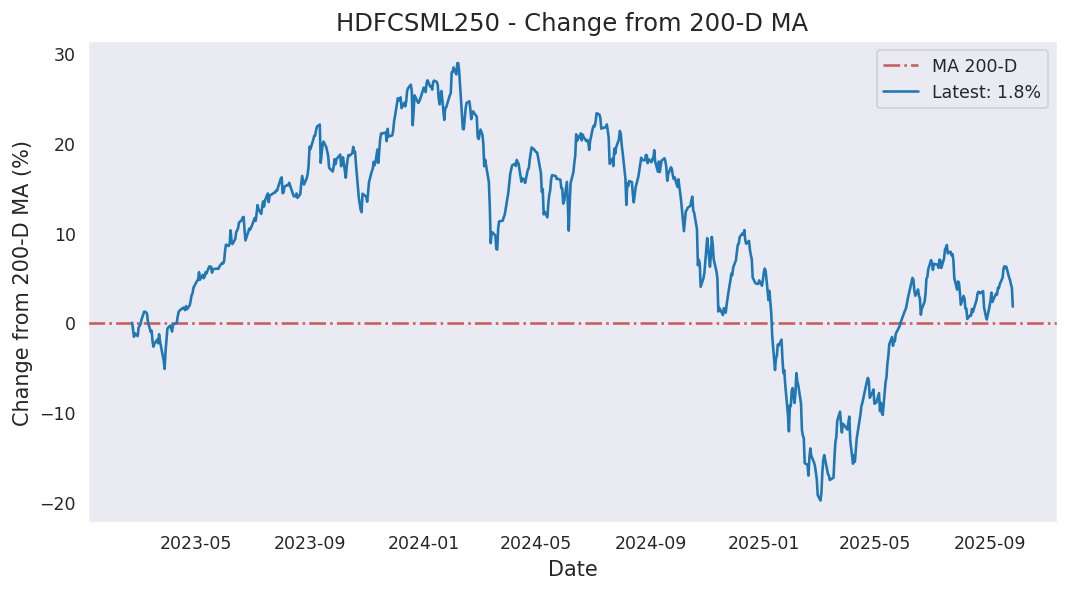 HDFCSML250 - Change from 200-D MA
MA 200-D
Latest: 1.8%
Change from 200-D MA (%)
30
20
10
0
−10
−20
2023-05 2023-09 2024-01 2024-05 2024-09 2025-01 2025-05 2025-09
Date